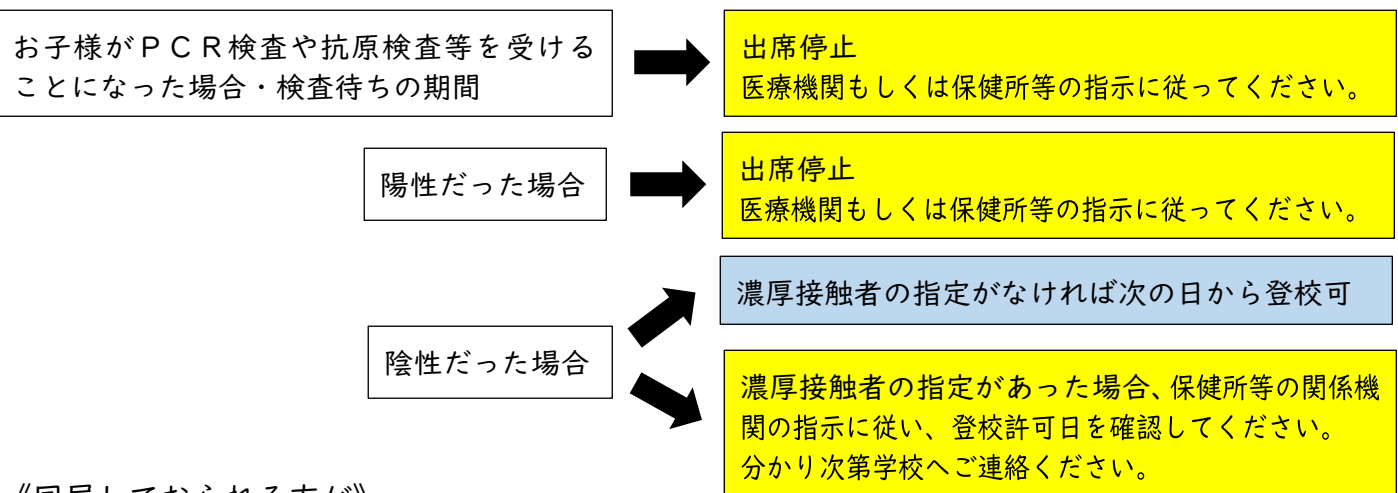 お子様がＰＣＲ検査や抗原検査等を受ける
ことになった場合・検査待ちの期間
出席停止
医療機関もしくは保健所等の指示に従ってください。
陽性だった場合
出席停止
医療機関もしくは保健所等の指示に従ってください。
陰性だった場合
濃厚接触者の指定がなければ次の日から登校可
濃厚接触者の指定があった場合、保健所等の関係機
関の指示に従い、登校許可日を確認してください。
分かり次第学校へご連絡ください。